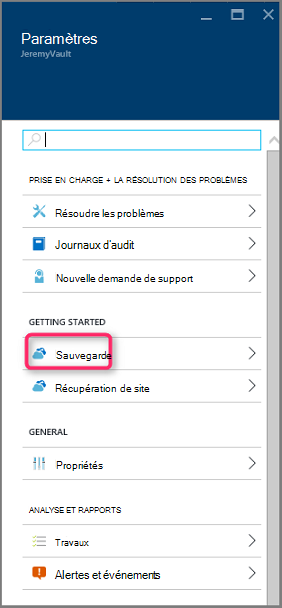 Paramètres
JeremyVault
PRISE EN CHARGE + LA RÉSOLUTION DES PROBLÈMES
Résoudre les problèmes
Journaux d'audit
Nouvelle demande de support
GETTING STARTED
Sauvegarde
Récupération de site
GENERAL
Propriétés
ANALYSE ET RAPPORTS
Travaux
Alertes et événements